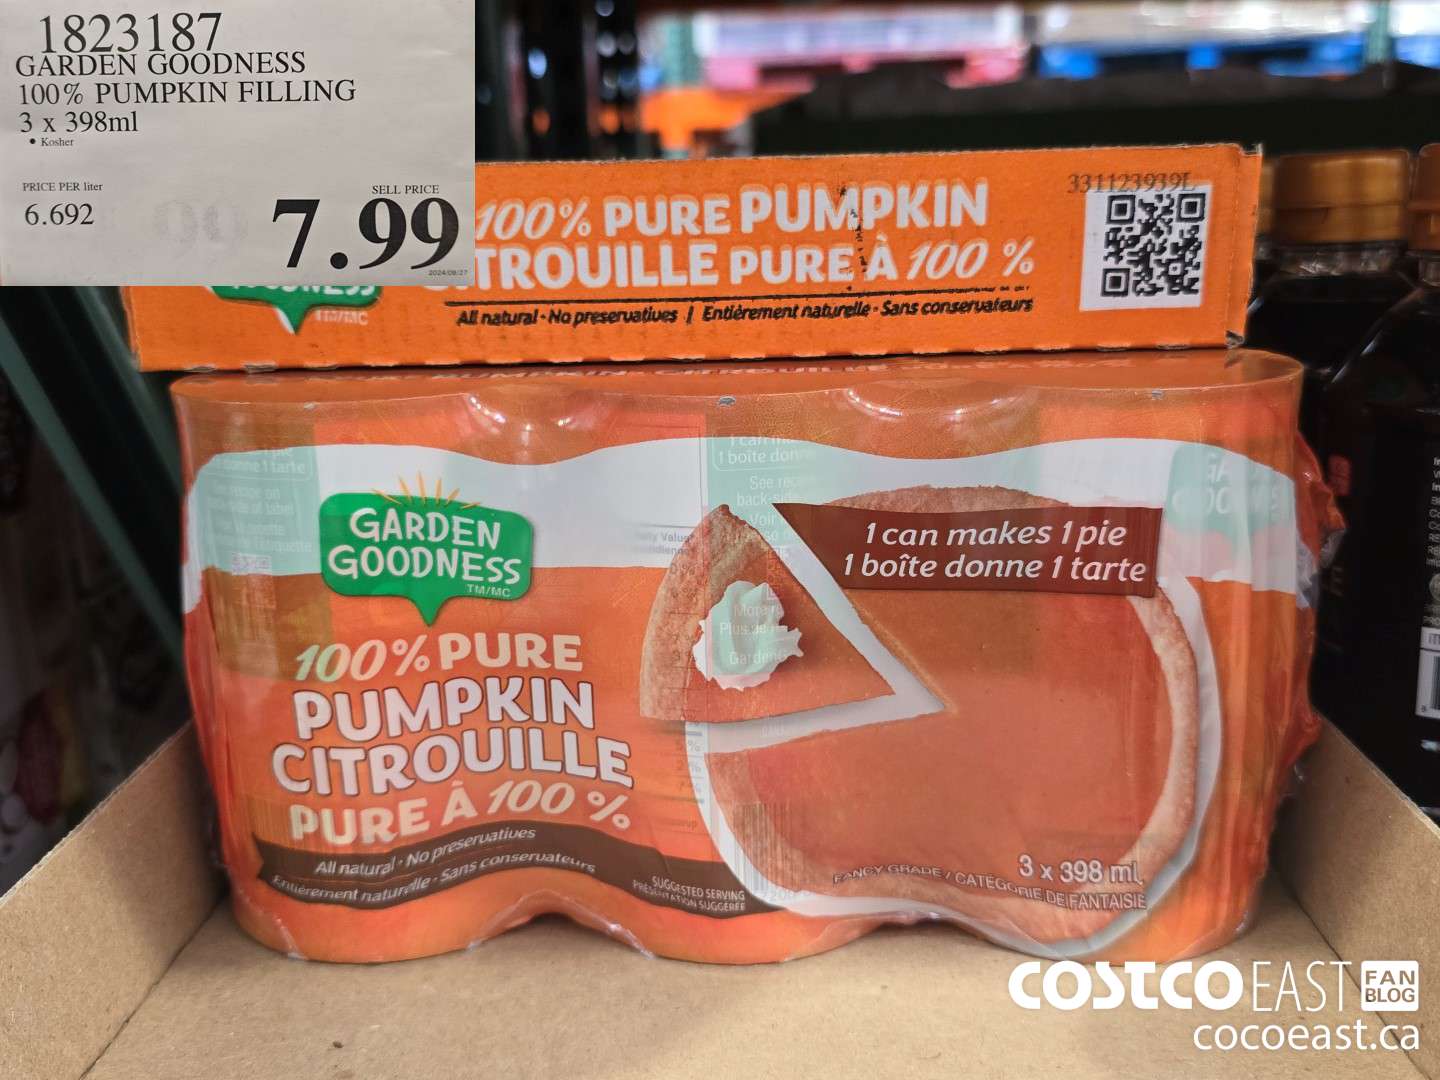 1823187
GARDEN GOODNESS
100% PUMPKIN FILLING
3 x 398ml
• Kosher
PRICE PER liter
6.692
SELL PRICE
7.99
2024/09/27
331123939L
100% PURE PUMPKIN
CITROUILLE PURE À 100 %
GOODNESS
TM/MC
All natural • No preservatives | Entièrement naturelle • Sans conservateurs
GARDEN
GOODNESS
TM/MC
100% PURE
PUMPKIN
CITROUILLE
PURE À 100 %
All natural • No preservatives
Entièrement naturelle • Sans conservateurs
SUGGESTED SERVING
PRÉSENTATION SUGGÉRÉE
1 can makes 1 pie
1 boîte donne 1 tarte
3 x 398 ml
FANCY GRADE / CATÉGORIE DE FANTAISIE
COSTCO EAST FAN BLOG
cocoeast.ca